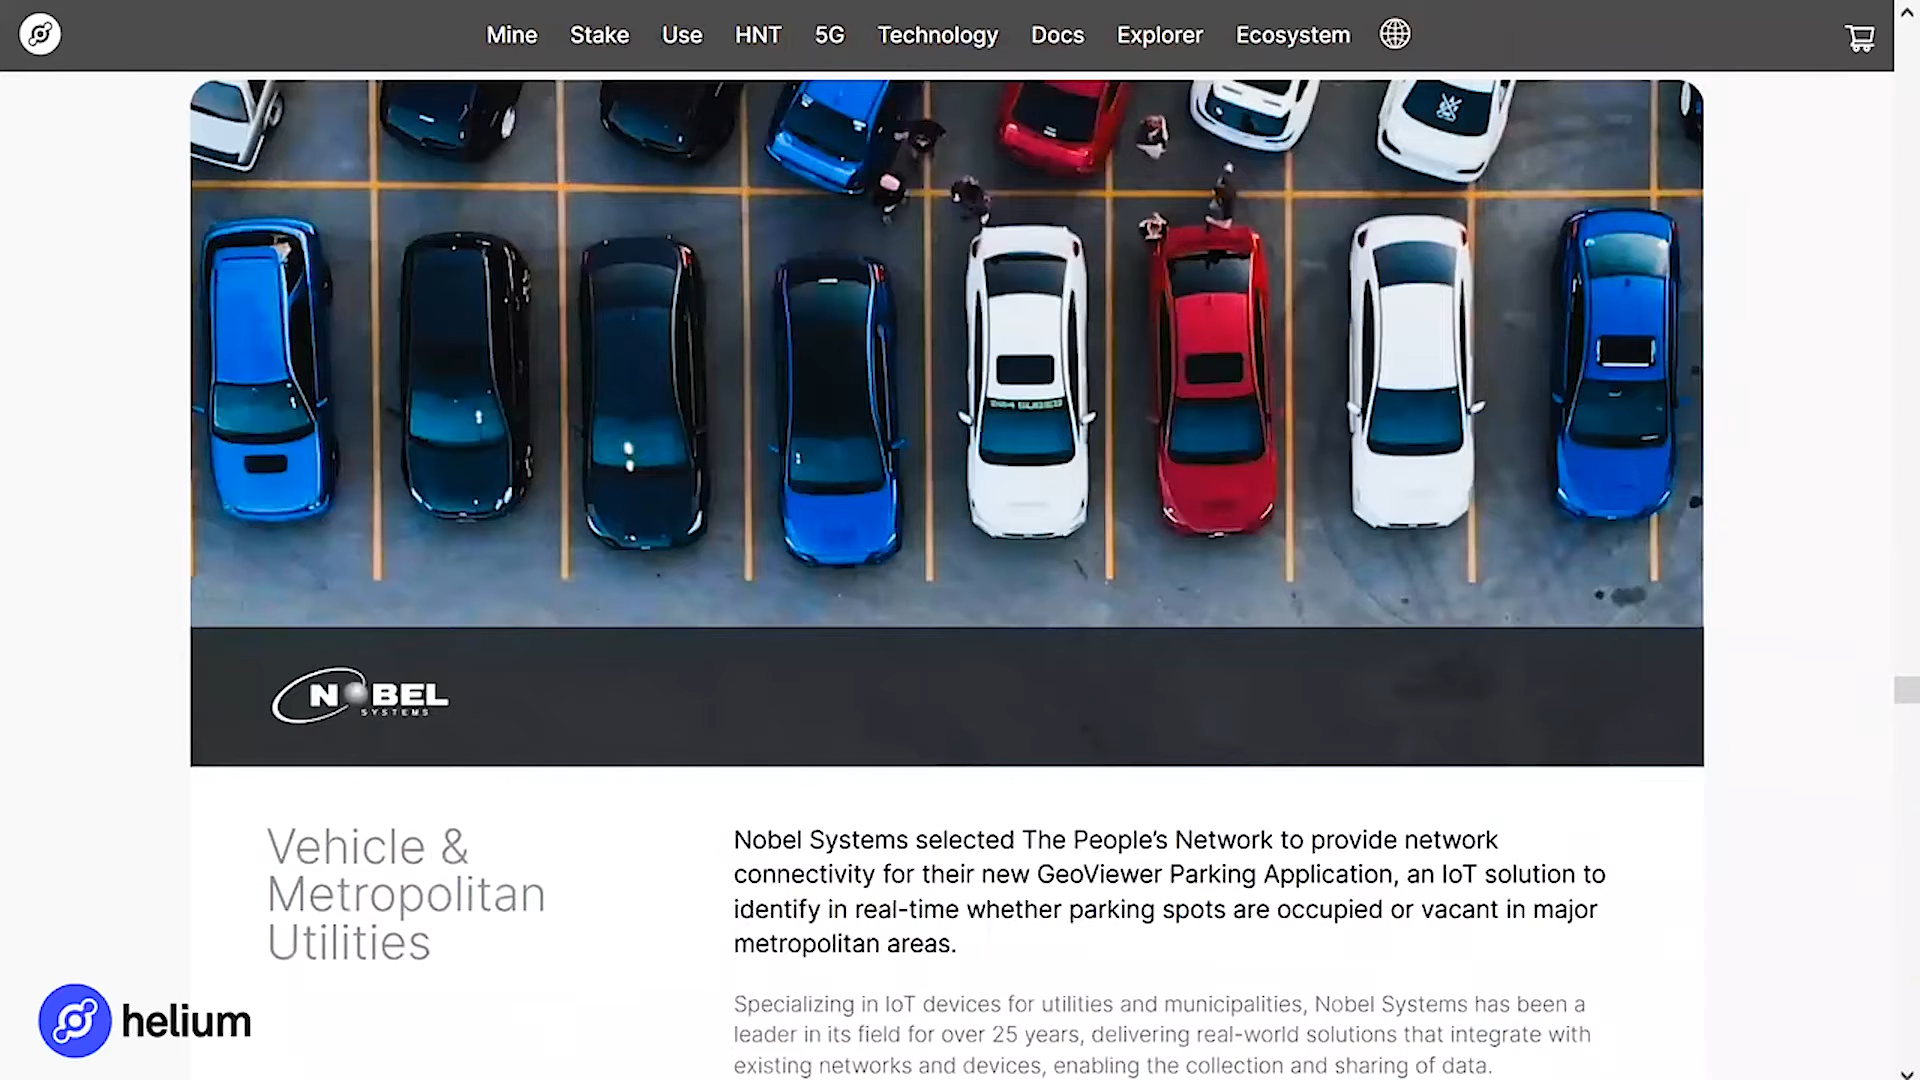 Mine Stake Use HNT 5G Technology Docs Explorer Ecosystem
NOBEL
SYSTEMS
Vehicle &
Metropolitan
Utilities
Nobel Systems selected The People’s Network to provide network
connectivity for their new GeoViewer Parking Application, an IoT solution to
identify in real-time whether parking spots are occupied or vacant in major
metropolitan areas.
Specializing in IoT devices for utilities and municipalities, Nobel Systems has been a
leader in its field for over 25 years, delivering real-world solutions that integrate with
existing networks and devices, enabling the collection and sharing of data.
helium